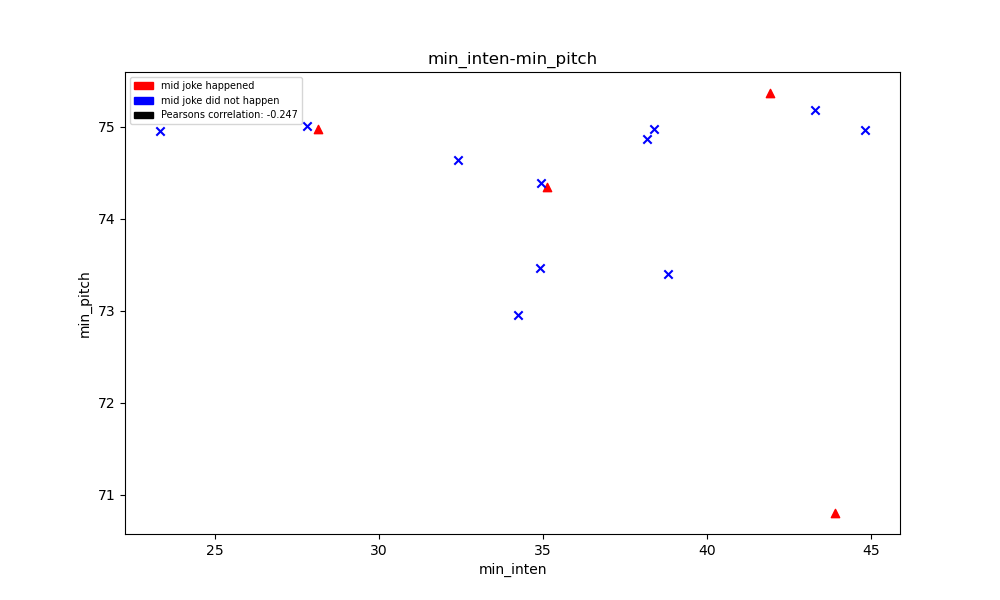 min_inten-min_pitch
mid joke happened
mid joke did not happen
Pearsons correlation: -0.247
75
74
73
72
71
min_pitch
25 30 35 40 45
min_inten